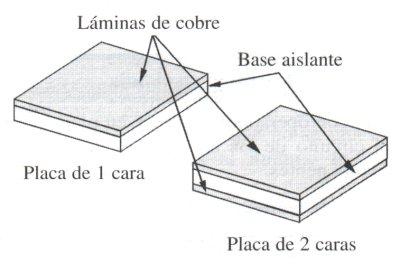 Láminas de cobre
Base aislante
Placa de 1 cara
Placa de 2 caras